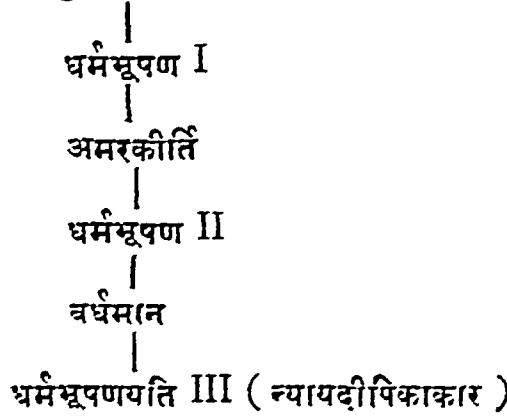 धर्मभूषण I
अमरकीर्ति
धर्मभूषण II
वर्धमान
धर्मभूषणयति III ( न्यायदीपिकाकार )